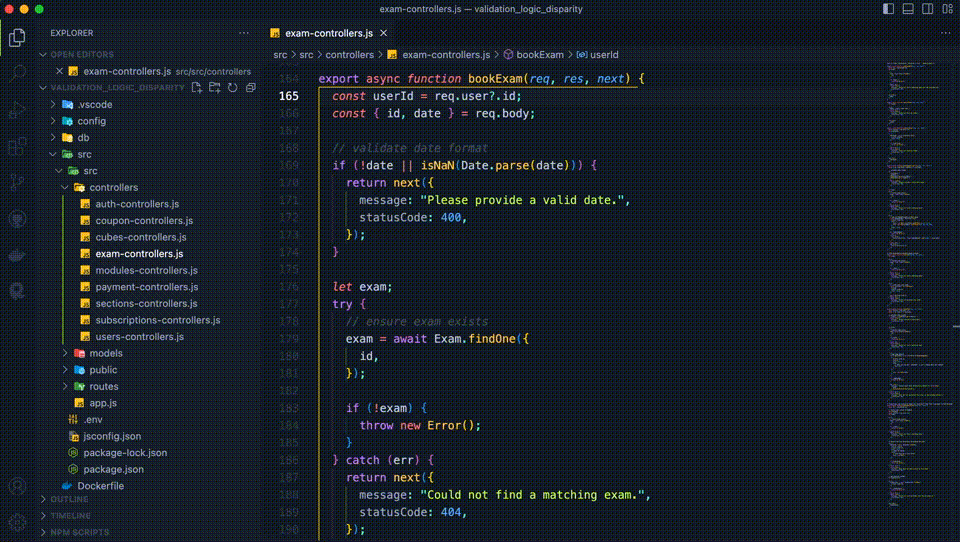 exam-controllers.js — validation_logic_disparity
EXPLORER
exam-controllers.js
src > src > controllers > exam-controllers.js > bookExam > userId
OPEN EDITORS
exam-controllers.js src/src/controllers
VALIDATION_LOGIC_DISPARITY
.vscode
config
db
src
src
controllers
auth-controllers.js
coupon-controllers.js
cubes-controllers.js
exam-controllers.js
modules-controllers.js
payment-controllers.js
sections-controllers.js
subscriptions-controllers.js
users-controllers.js
models
public
routes
app.js
.env
jsconfig.json
package-lock.json
package.json
Dockerfile
OUTLINE
TIMELINE
NPM SCRIPTS
164 export async function bookExam(req, res, next) {
165 const userId = req.user?.id;
166 const { id, date } = req.body;
167
168 // validate date format
169 if (!date || isNaN(Date.parse(date))) {
170 return next({
171 message: "Please provide a valid date.",
172 statusCode: 400,
173 });
174 }
175
176 let exam;
177 try {
178 // ensure exam exists
179 exam = await Exam.findOne({
180 id,
181 });
182
183 if (!exam) {
184 throw new Error();
185 }
186 } catch (err) {
187 return next({
188 message: "Could not find a matching exam.",
189 statusCode: 404,
190 });